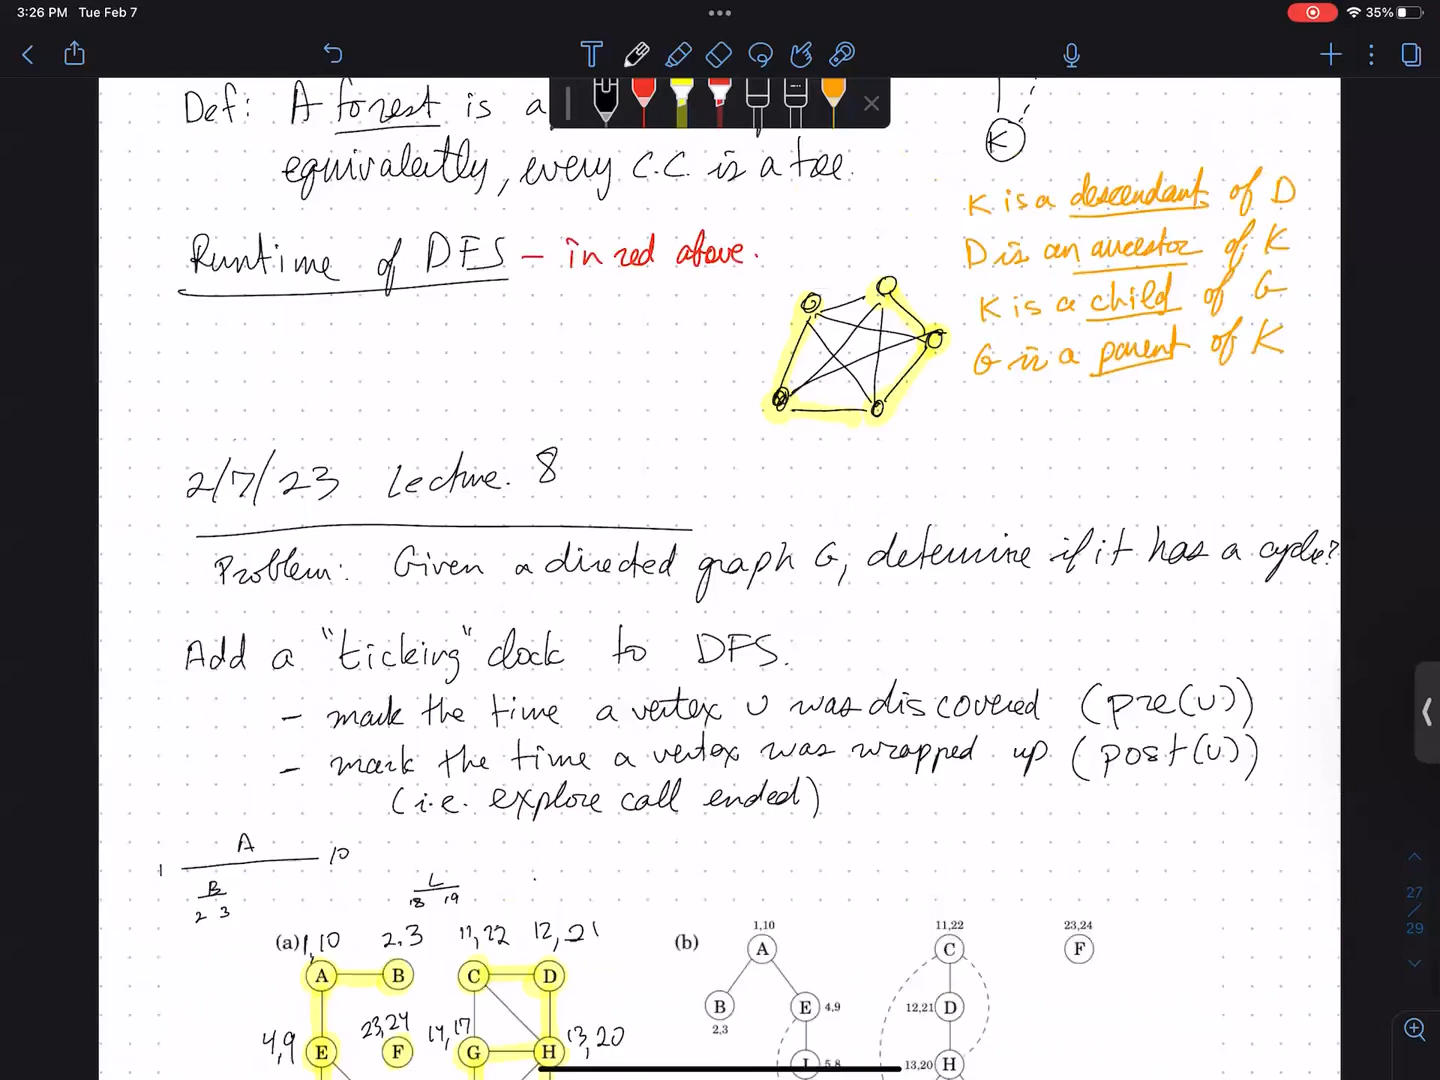 3:26 PM Tue Feb 7
35%
Def: A forest is a
equivalently, every C.C. is a tree.
K
K is a descendant of D
D is an ancestor of K
K is a child of G
G is a parent of K
Runtime of DFS - in red above.
2/7/23 Lecture. 8
Problem: Given a directed graph G, determine if it has a cycle?
Add a "ticking" clock to DFS.
- mark the time a vertex v was discovered (pre(v))
- mark the time a vertex was wrapped up (post(v))
(i.e. explore call ended)
1 A 10
B
2 3
L
18 19
(a) 1,10 2,3 11,22 12,21
A B C D
23,24
4,9 E F 14,17 G H 13,20
(b)
1,10 11,22 23,24
A C F
B E 4,9 12,21 D
2,3
I 5,8 13,20 H
27
/
29